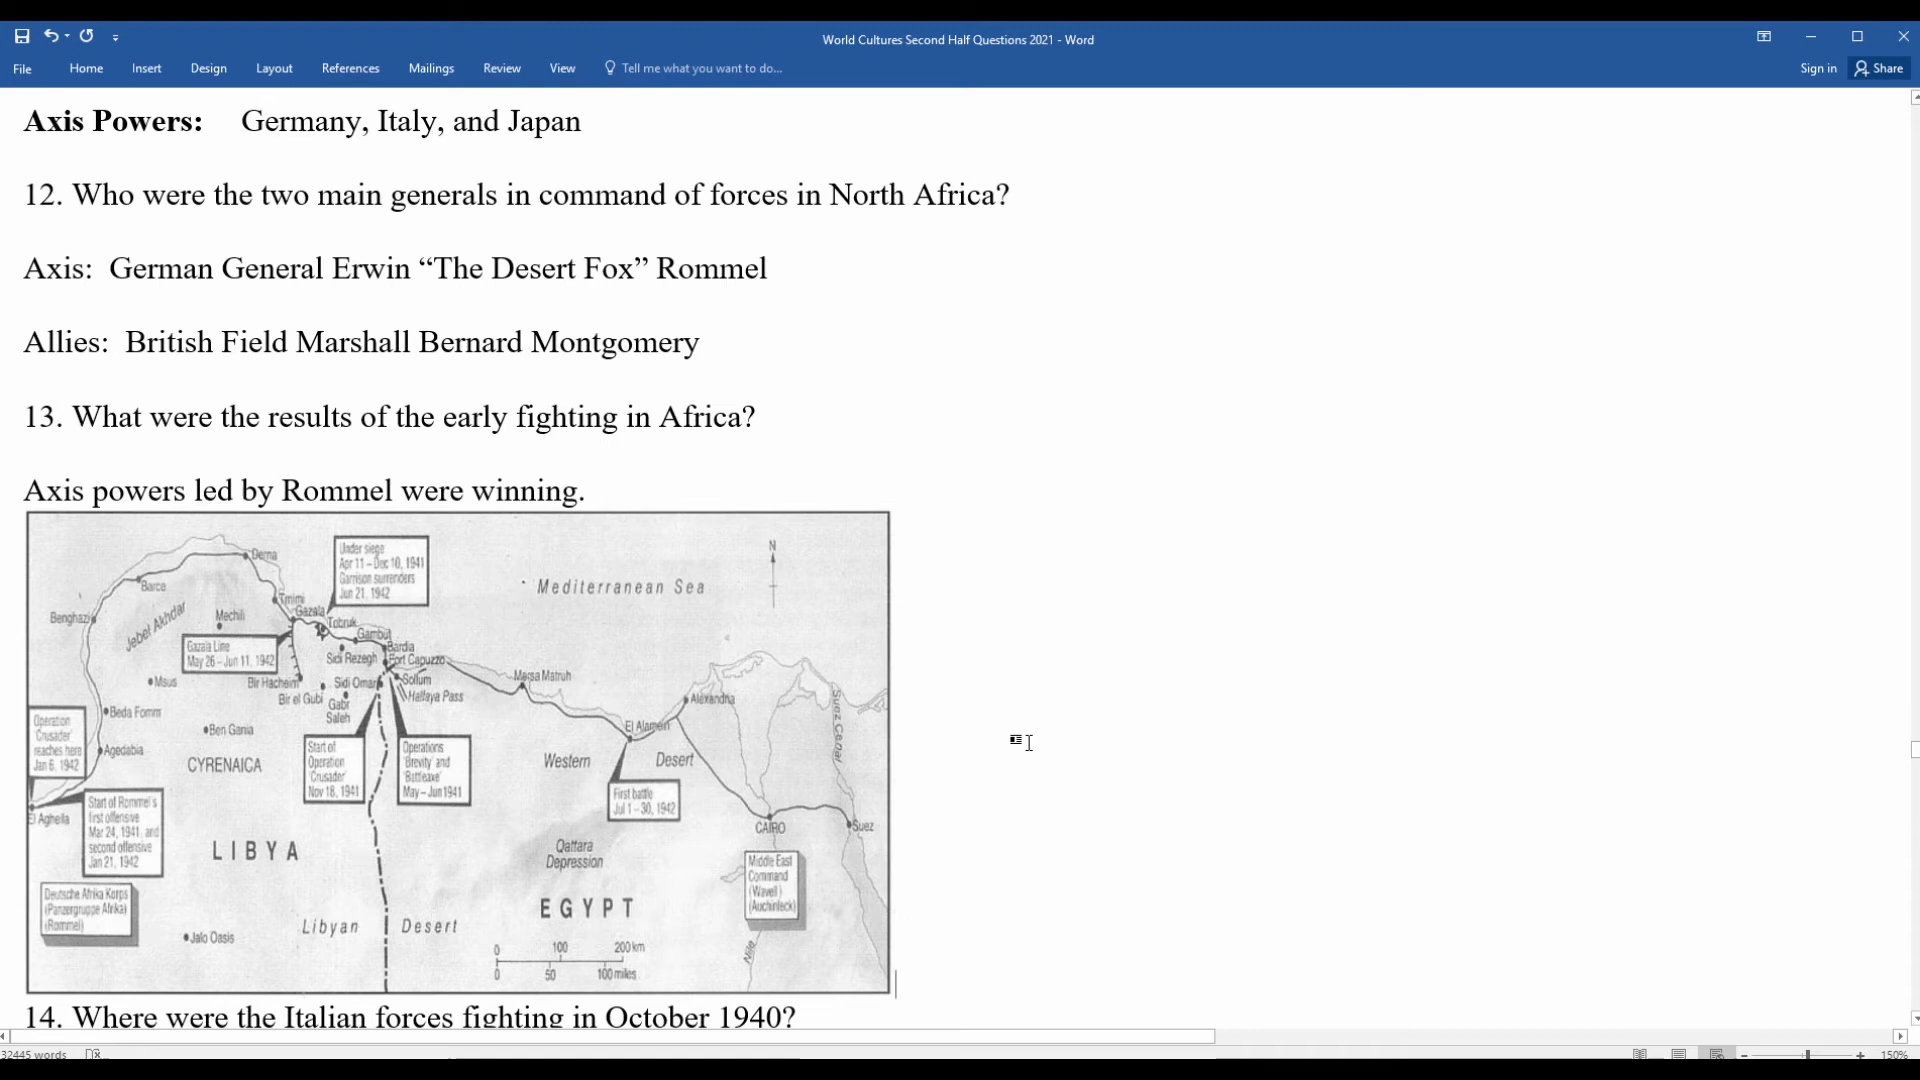 World Cultures Second Half Questions 2021 - Word
File Home Insert Design Layout References Mailings Review View Tell me what you want to do... Sign in Share
Axis Powers: Germany, Italy, and Japan
12. Who were the two main generals in command of forces in North Africa?
Axis: German General Erwin “The Desert Fox” Rommel
Allies: British Field Marshall Bernard Montgomery
13. What were the results of the early fighting in Africa?
Axis powers led by Rommel were winning.
Derna
Barce
Benghazi
Jebel Akhdar
Mechili
Tmimi
Gazala
Under siege
Apr 11 – Dec 10, 1941
Garrison surrenders
Jun 21, 1942
Mediterranean Sea
N
Tobruk
Gambut
Bardia
Gazala Line
May 26 – Jun 11, 1942
Sidi Rezegh
Fort Capuzzo
Msus
Bir Hacheim
Sidi Omar
Sollum
Halfaya Pass
Bir el Gubi
Gabr
Saleh
Mersa Matruh
Alexandria
Suez Canal
El Alamein
Beda Fomm
Ben Gania
Agedabia
CYRENAICA
Operation
'Crusader'
reaches here
Jan 6, 1942
Start of
Operation
'Crusader'
Nov 18, 1941
Operations
'Brevity' and
'Battleaxe'
May – Jun 1941
Western Desert
First battle
Jul 1 – 30, 1942
El Agheila
Start of Rommel's
first offensive
Mar 24, 1941 and
second offensive
Jan 21, 1942
CAIRO
Suez
LIBYA
Qattara
Depression
Middle East
Command
(Wavell)
(Auchinleck)
Deutsche Afrika Korps
(Panzergruppe Afrika)
(Rommel)
EGYPT
Libyan Desert
Jalo Oasis
Nile
0 100 200 km
0 50 100 miles
14. Where were the Italian forces fighting in October 1940?
32445 words
150%